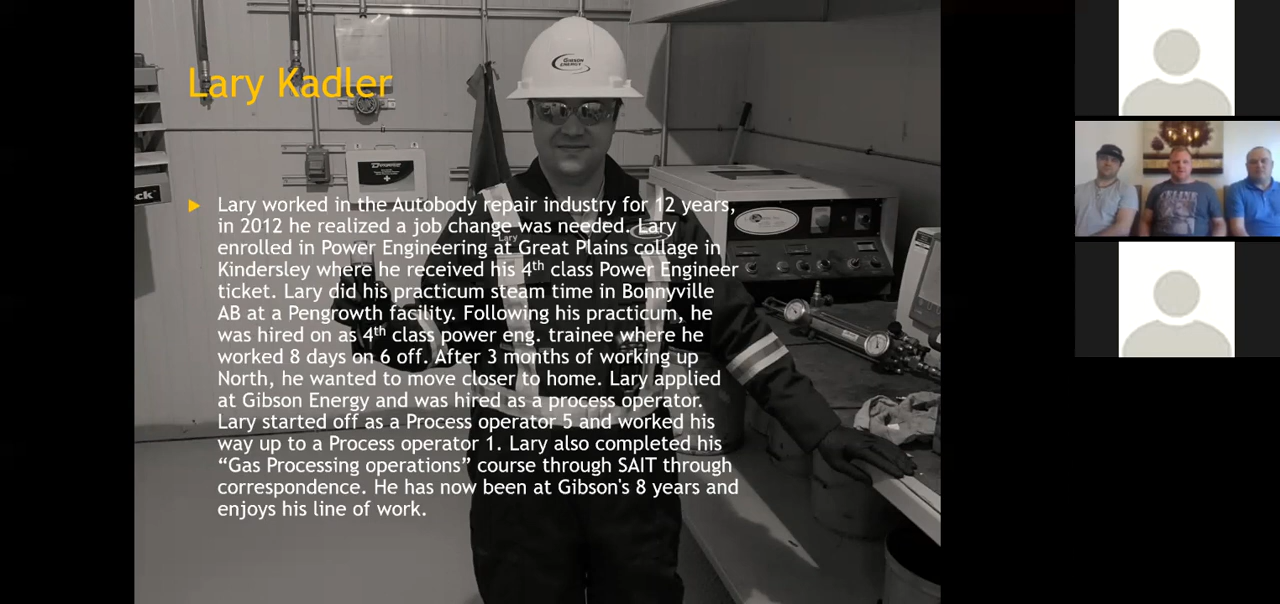 Lary Kadler
GIBSON
ENERGY
Lary worked in the Autobody repair industry for 12 years,
in 2012 he realized a job change was needed. Lary
enrolled in Power Engineering at Great Plains collage in
Kindersley where he received his 4th class Power Engineer
ticket. Lary did his practicum steam time in Bonnyville
AB at a Pengrowth facility. Following his practicum, he
was hired on as 4th class power eng. trainee where he
worked 8 days on 6 off. After 3 months of working up
North, he wanted to move closer to home. Lary applied
at Gibson Energy and was hired as a process operator.
Lary started off as a Process operator 5 and worked his
way up to a Process operator 1. Lary also completed his
“Gas Processing operations” course through SAIT through
correspondence. He has now been at Gibson's 8 years and
enjoys his line of work.
Lary